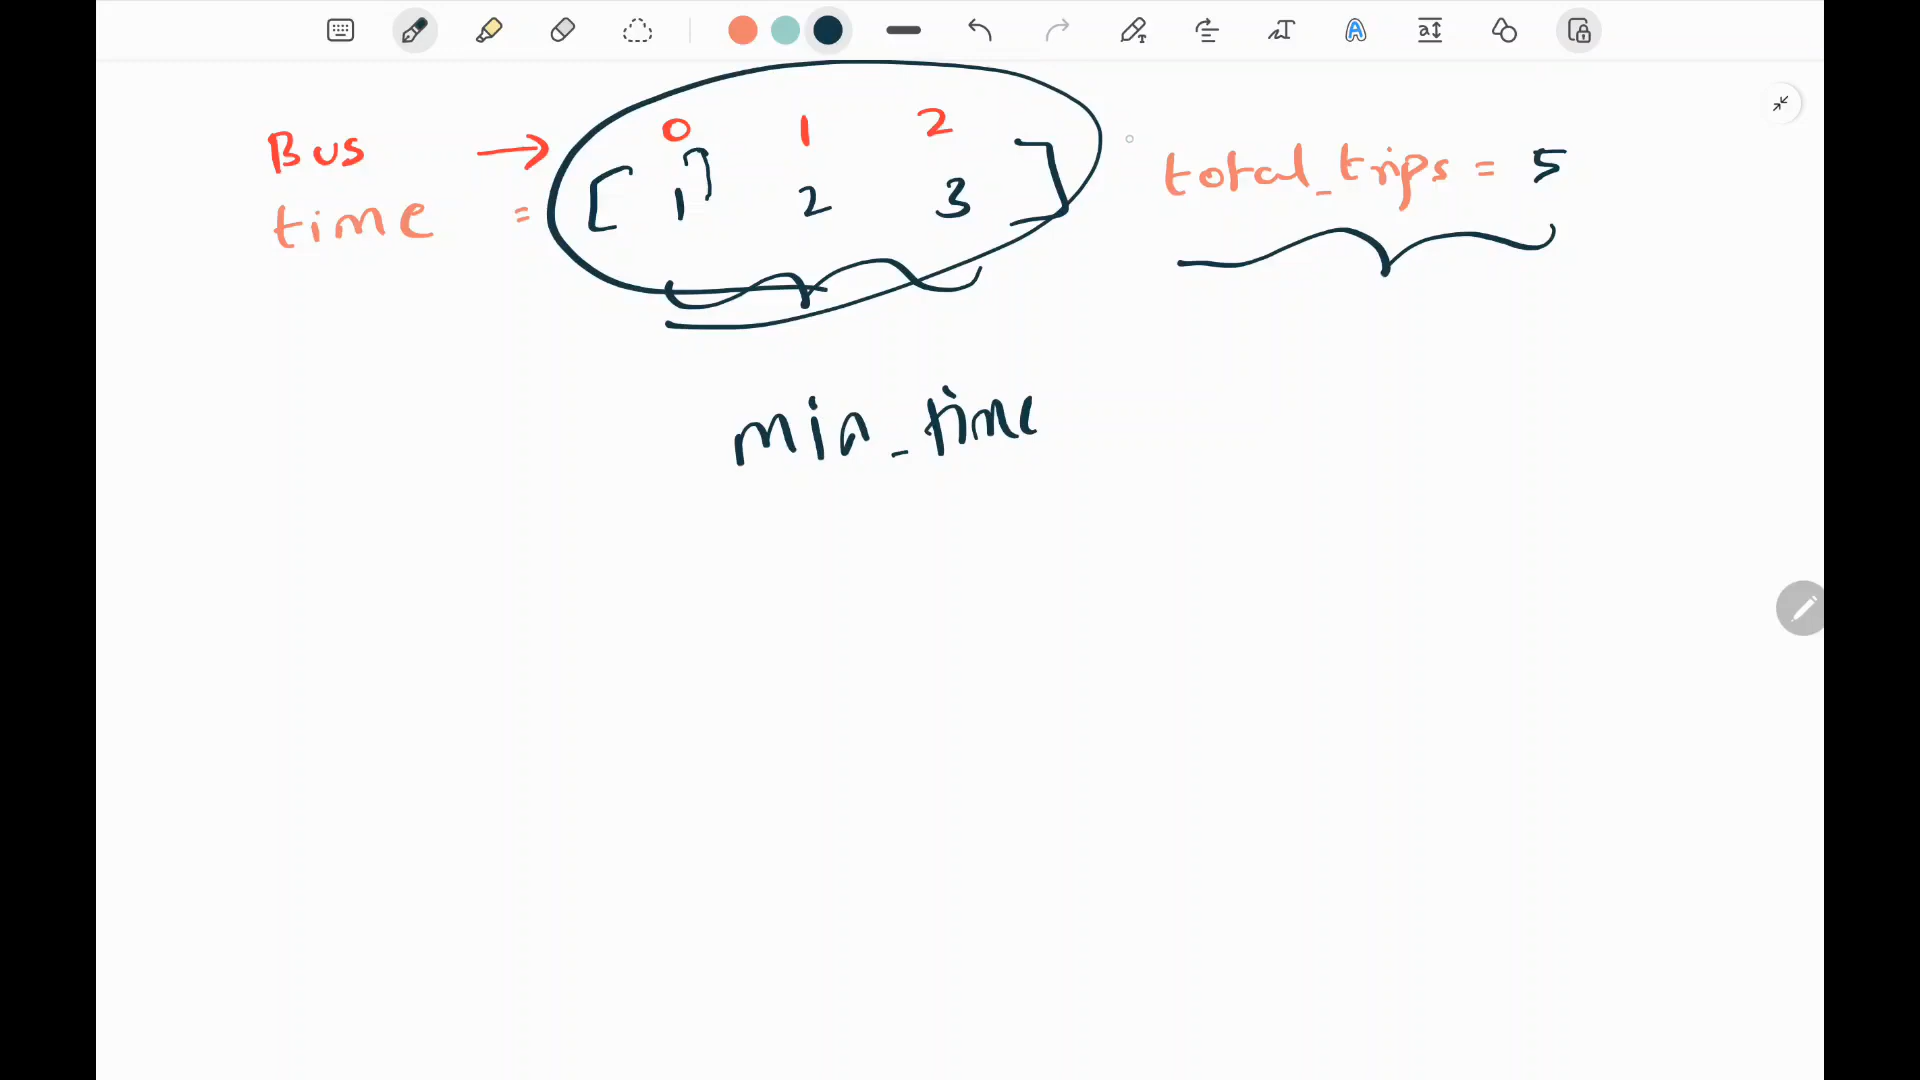 0 1 2
Bus → total_trips = 5
time = [ 1 2 3 ]
min_time